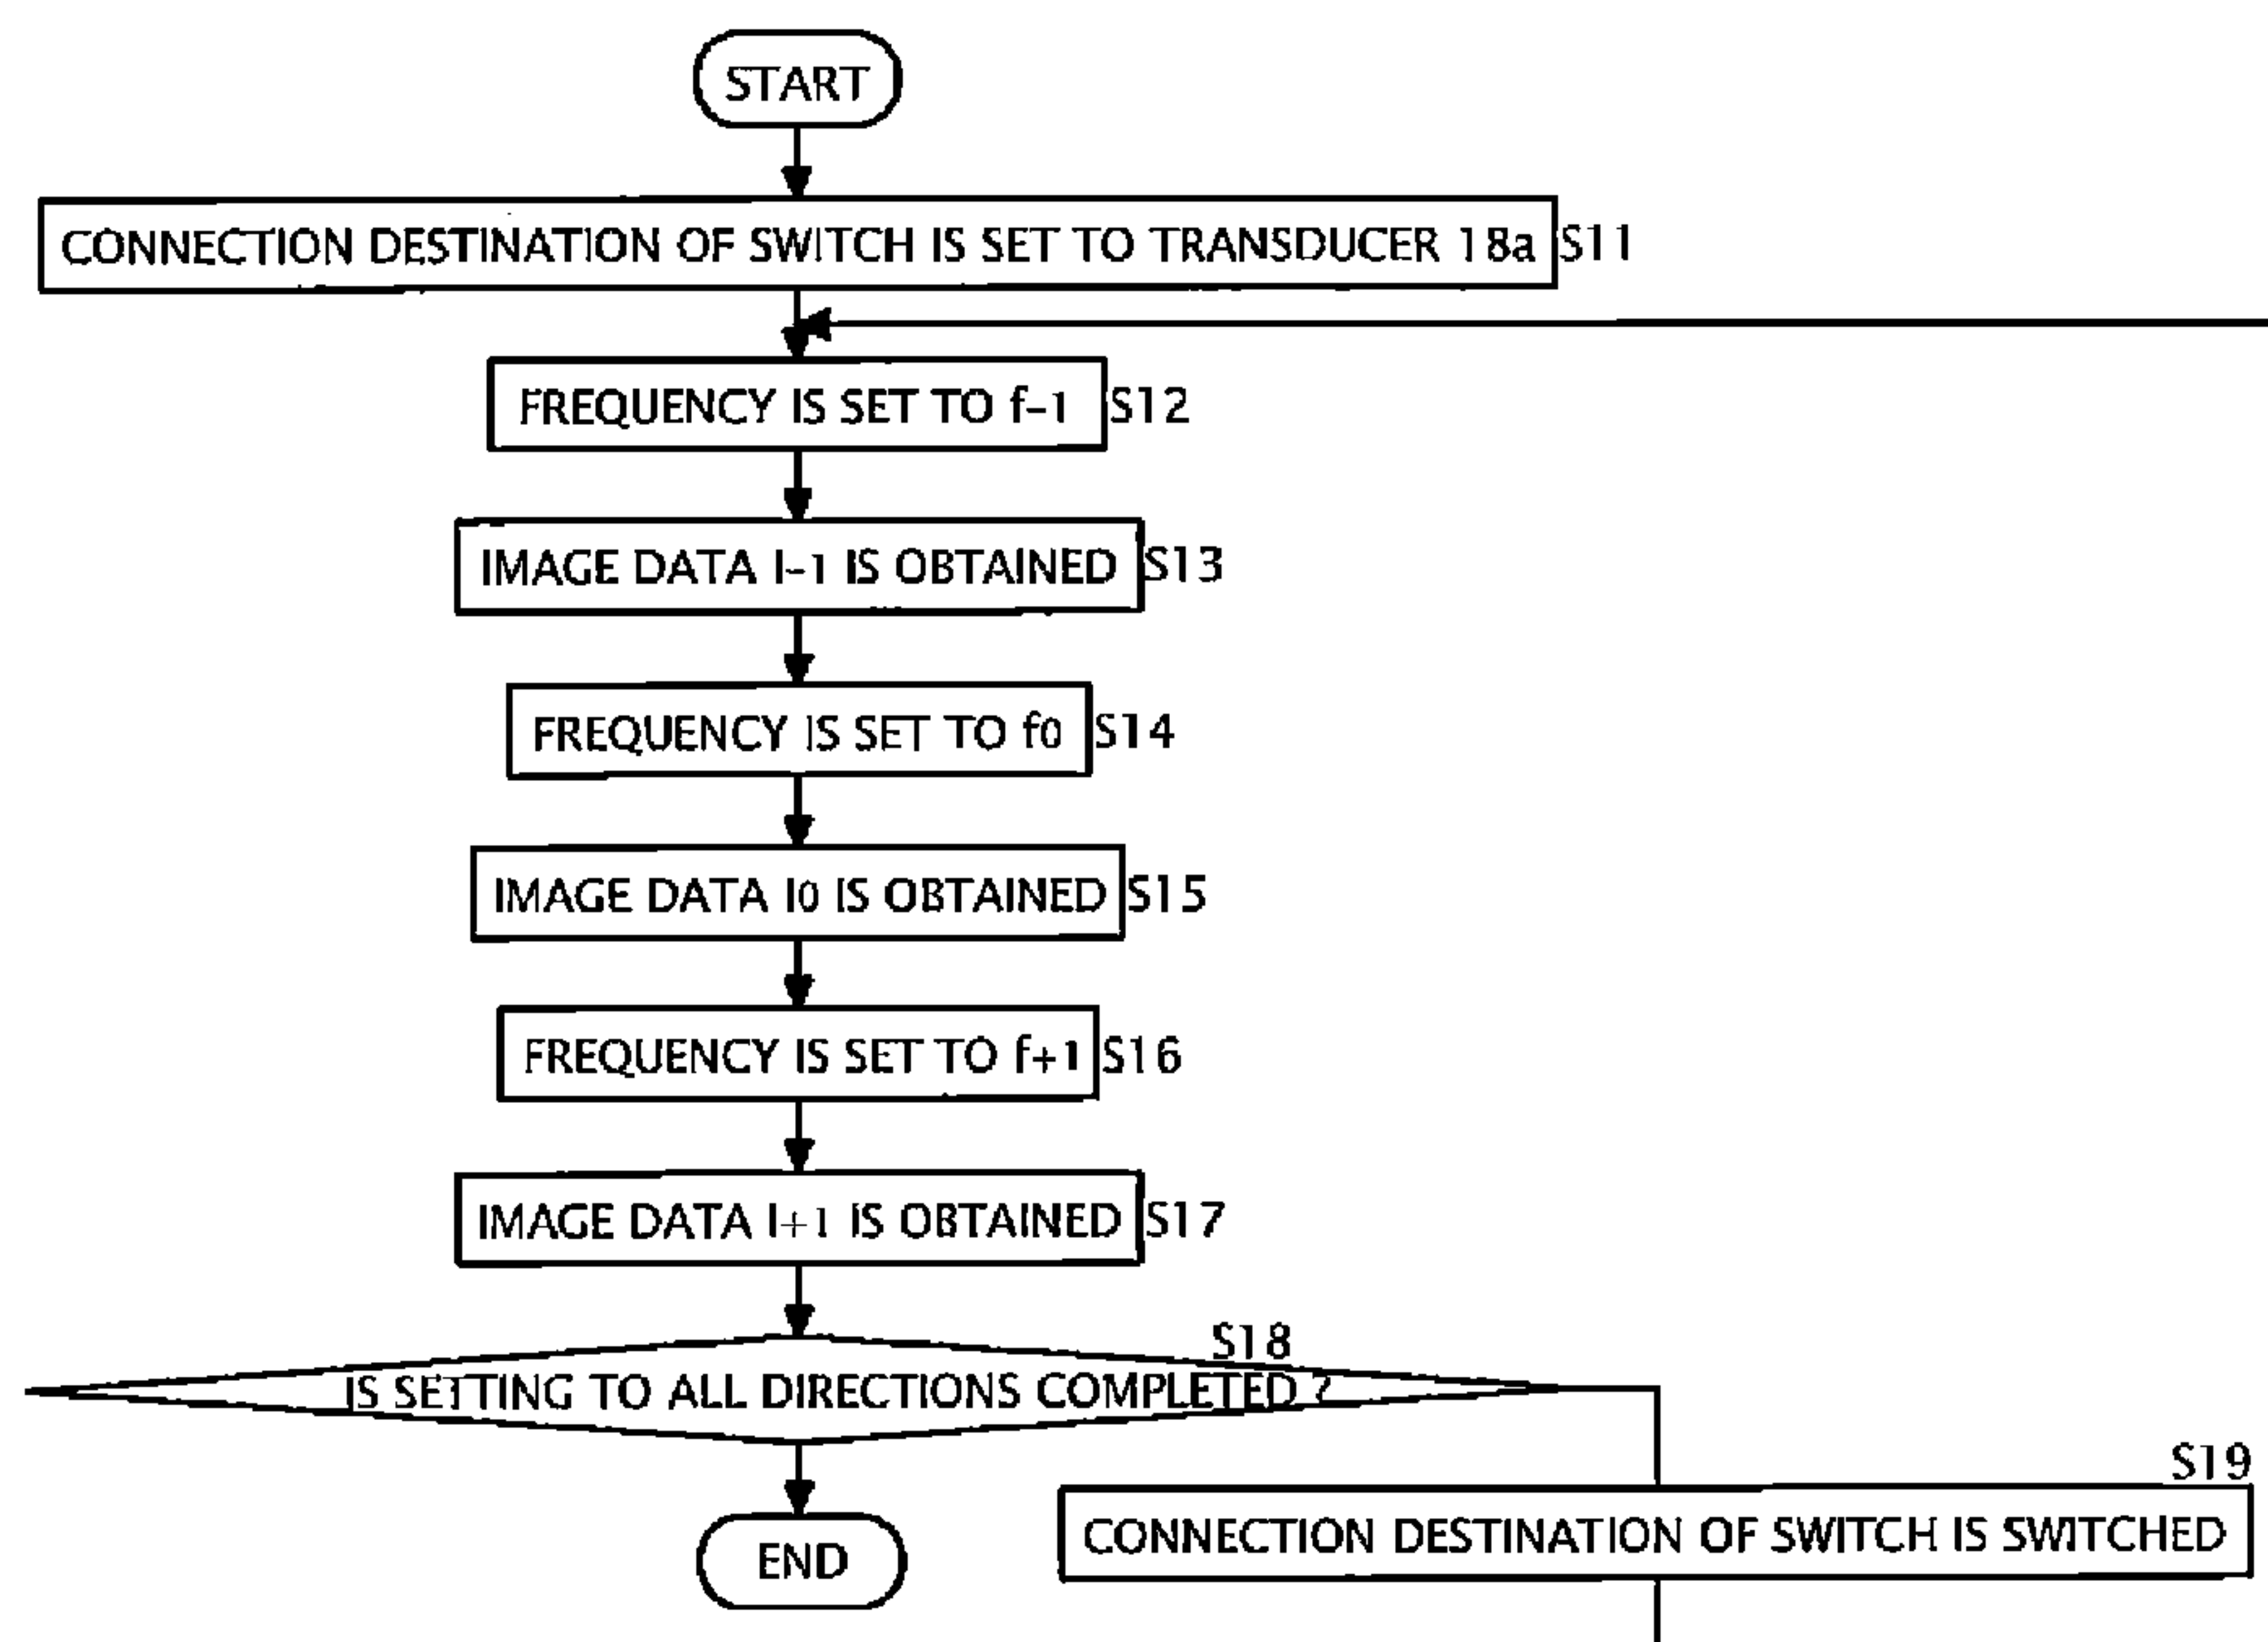 START
CONNECTION DESTINATION OF SWITCH IS SET TO TRANSDUCER 18a S11
FREQUENCY IS SET TO f-1 S12
IMAGE DATA I-1 IS OBTAINED S13
FREQUENCY IS SET TO f0 S14
IMAGE DATA I0 IS OBTAINED S15
FREQUENCY IS SET TO f+1 S16
IMAGE DATA I+1 IS OBTAINED S17
S18
IS SETTING TO ALL DIRECTIONS COMPLETED ?
S19
CONNECTION DESTINATION OF SWITCH IS SWITCHED
END